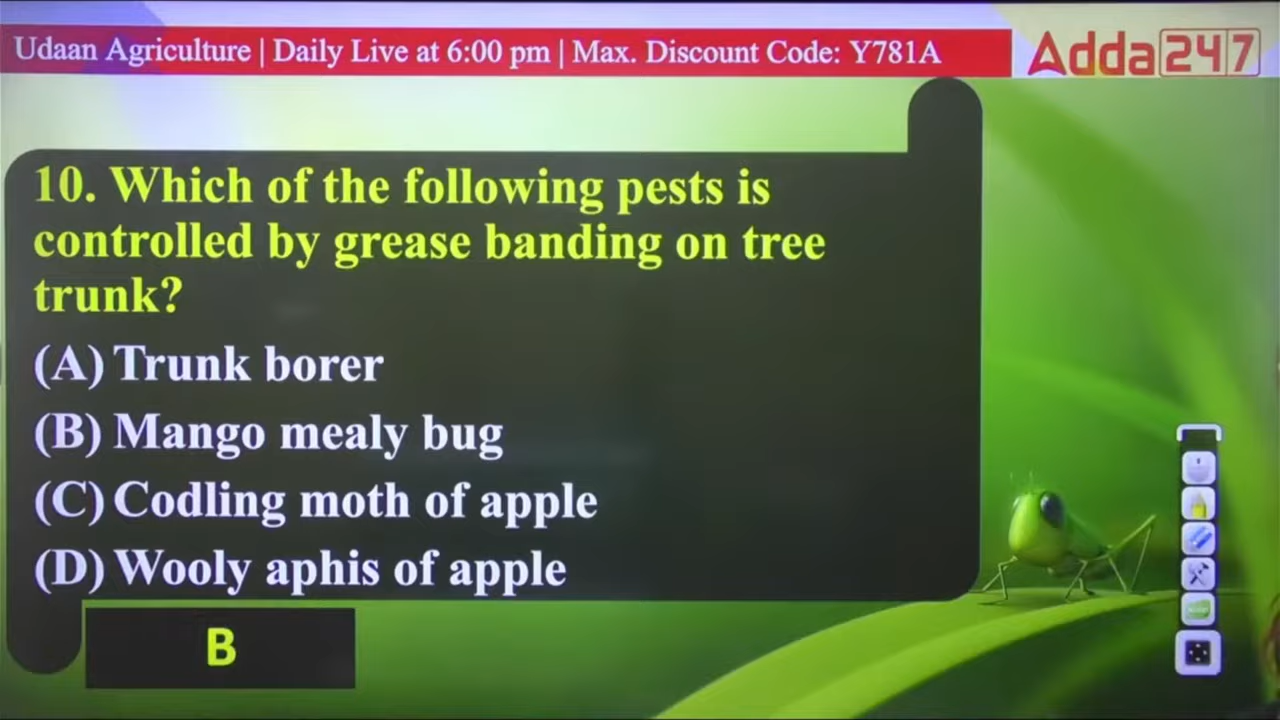 Udaan Agriculture | Daily Live at 6:00 pm | Max. Discount Code: Y781A
Adda247
10. Which of the following pests is
controlled by grease banding on tree
trunk?
(A) Trunk borer
(B) Mango mealy bug
(C) Codling moth of apple
(D) Wooly aphis of apple
B